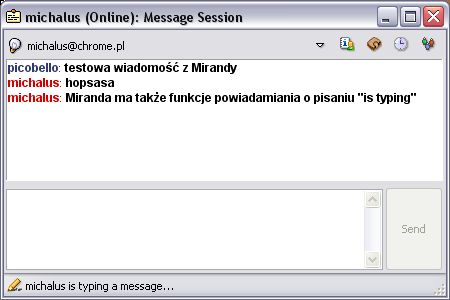 michalus (Online): Message Session
michalus@chrome.pl
picobello: testowa wiadomość z Mirandy
michalus: hopsasa
michalus: Miranda ma także funkcje powiadamiania o pisaniu "is typing"
Send
michalus is typing a message...